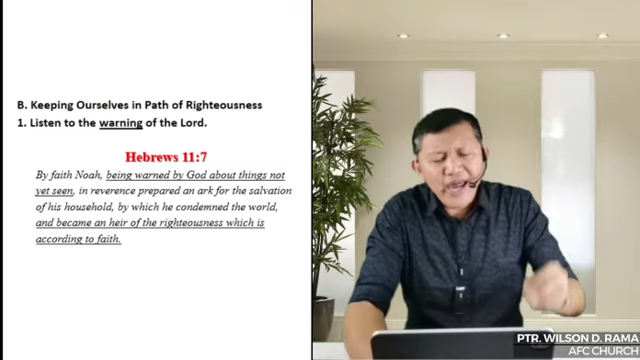 B. Keeping Ourselves in Path of Righteousness
1. Listen to the warning of the Lord.
Hebrews 11:7
By faith Noah, being warned by God about things not
yet seen, in reverence prepared an ark for the salvation
of his household, by which he condemned the world,
and became an heir of the righteousness which is
according to faith.
PTR. WILSON D. RAMA
AFC CHURCH